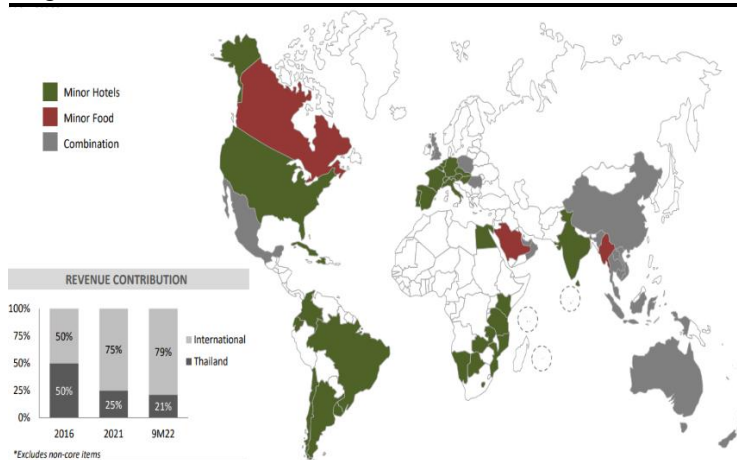 Minor Hotels
Minor Food
Combination
REVENUE CONTRIBUTION
100%
75%
50%
25%
0%
50%
75%
79%
50%
25%
21%
International
Thailand
2016
2021
9M22
*Excludes non-core items